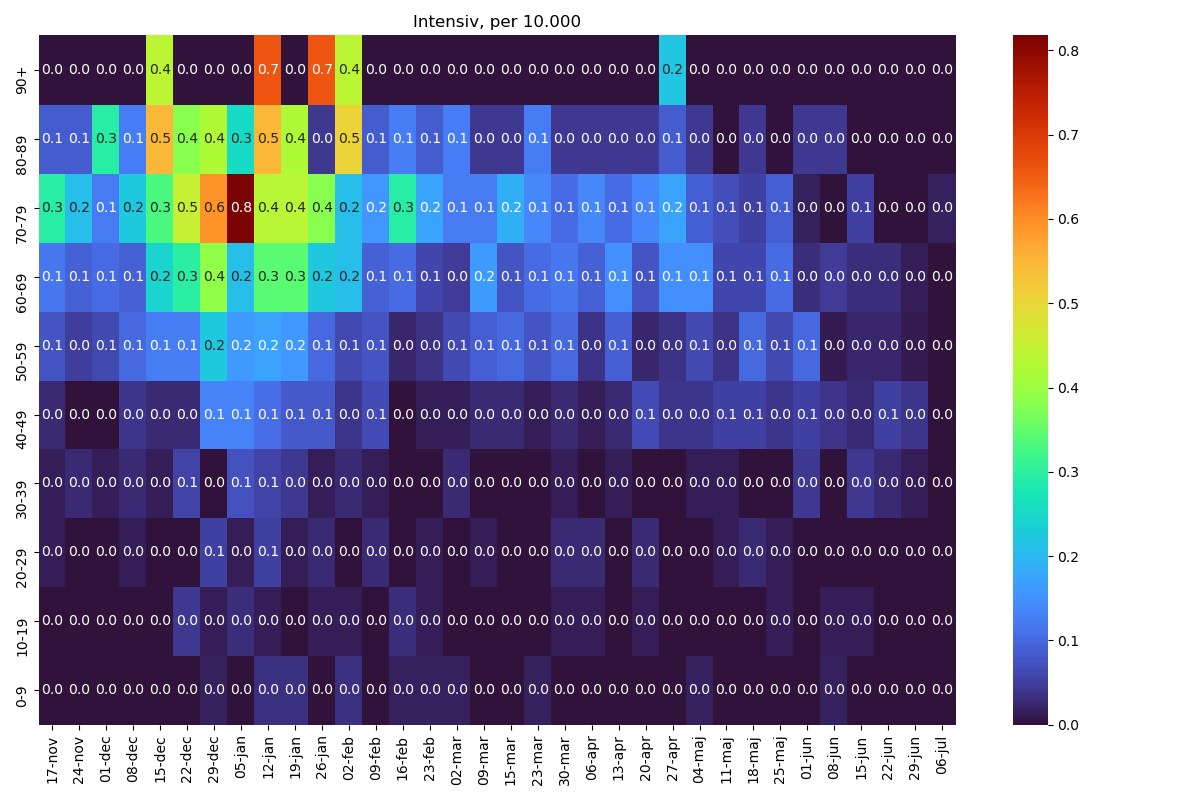 Intensiv, per 10.000
90+ 0.0 0.0 0.0 0.0 0.4 0.0 0.0 0.0 0.7 0.0 0.7 0.4 0.0 0.0 0.0 0.0 0.0 0.0 0.0 0.0 0.0 0.0 0.0 0.2 0.0 0.0 0.0 0.0 0.0 0.0 0.0 0.0 0.0 0.0
80-89 0.1 0.1 0.3 0.1 0.5 0.4 0.4 0.3 0.5 0.4 0.0 0.5 0.1 0.1 0.1 0.1 0.0 0.0 0.1 0.0 0.0 0.0 0.0 0.1 0.0 0.0 0.0 0.0 0.0 0.0 0.0 0.0 0.0 0.0
70-79 0.3 0.2 0.1 0.2 0.3 0.5 0.6 0.8 0.4 0.4 0.4 0.2 0.2 0.3 0.2 0.1 0.1 0.2 0.1 0.1 0.1 0.1 0.1 0.2 0.1 0.1 0.1 0.1 0.0 0.0 0.1 0.0 0.0 0.0
60-69 0.1 0.1 0.1 0.1 0.2 0.3 0.4 0.2 0.3 0.3 0.2 0.2 0.1 0.1 0.1 0.0 0.2 0.1 0.1 0.1 0.1 0.1 0.1 0.1 0.1 0.1 0.1 0.1 0.0 0.0 0.0 0.0 0.0 0.0
50-59 0.1 0.0 0.1 0.1 0.1 0.1 0.2 0.2 0.2 0.2 0.1 0.1 0.1 0.0 0.0 0.1 0.1 0.1 0.1 0.1 0.0 0.1 0.0 0.0 0.1 0.0 0.1 0.1 0.1 0.0 0.0 0.0 0.0 0.0
40-49 0.0 0.0 0.0 0.0 0.0 0.0 0.1 0.1 0.1 0.1 0.1 0.0 0.1 0.0 0.0 0.0 0.0 0.0 0.0 0.0 0.0 0.0 0.1 0.0 0.0 0.1 0.1 0.0 0.1 0.0 0.0 0.1 0.0 0.0
30-39 0.0 0.0 0.0 0.0 0.0 0.1 0.0 0.1 0.1 0.0 0.0 0.0 0.0 0.0 0.0 0.0 0.0 0.0 0.0 0.0 0.0 0.0 0.0 0.0 0.0 0.0 0.0 0.0 0.0 0.0 0.0 0.0 0.0 0.0
20-29 0.0 0.0 0.0 0.0 0.0 0.0 0.1 0.0 0.1 0.0 0.0 0.0 0.0 0.0 0.0 0.0 0.0 0.0 0.0 0.0 0.0 0.0 0.0 0.0 0.0 0.0 0.0 0.0 0.0 0.0 0.0 0.0 0.0 0.0
10-19 0.0 0.0 0.0 0.0 0.0 0.0 0.0 0.0 0.0 0.0 0.0 0.0 0.0 0.0 0.0 0.0 0.0 0.0 0.0 0.0 0.0 0.0 0.0 0.0 0.0 0.0 0.0 0.0 0.0 0.0 0.0 0.0 0.0 0.0
0-9 0.0 0.0 0.0 0.0 0.0 0.0 0.0 0.0 0.0 0.0 0.0 0.0 0.0 0.0 0.0 0.0 0.0 0.0 0.0 0.0 0.0 0.0 0.0 0.0 0.0 0.0 0.0 0.0 0.0 0.0 0.0 0.0 0.0 0.0
17-nov 24-nov 01-dec 08-dec 15-dec 22-dec 29-dec 05-jan 12-jan 19-jan 26-jan 02-feb 09-feb 16-feb 23-feb 02-mar 09-mar 15-mar 23-mar 30-mar 06-apr 13-apr 20-apr 27-apr 04-maj 11-maj 18-maj 25-maj 01-jun 08-jun 15-jun 22-jun 29-jun 06-jul
0.8
0.7
0.6
0.5
0.4
0.3
0.2
0.1
0.0